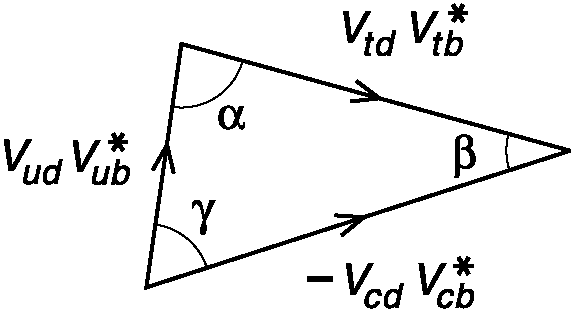 V_td V_tb^*
α
V_ud V_ub^*
β
γ
−V_cd V_cb^*